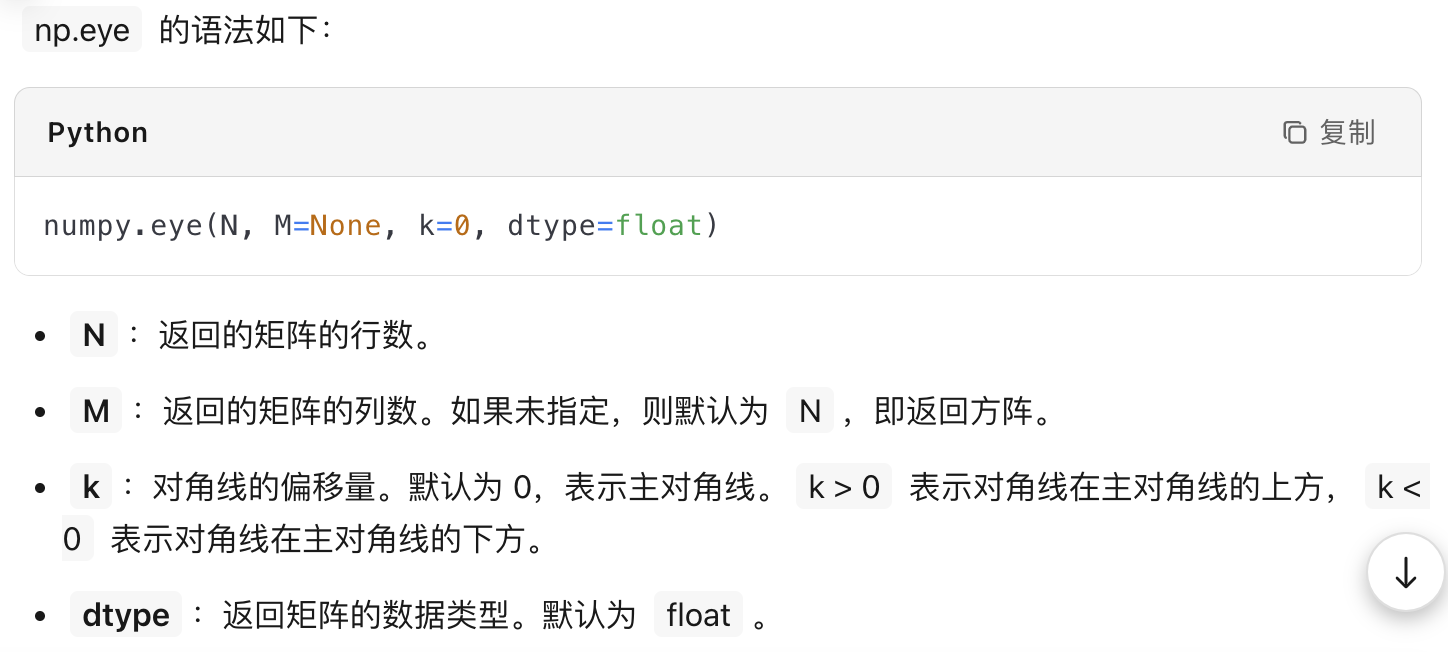 np.eye 的语法如下：
Python
复制
numpy.eye(N, M=None, k=0, dtype=float)
• N： 返回的矩阵的行数。
• M： 返回的矩阵的列数。如果未指定，则默认为 N ，即返回方阵。
• k： 对角线的偏移量。默认为 0，表示主对角线。 k > 0 表示对角线在主对角线的上方， k <
0 表示对角线在主对角线的下方。
• dtype： 返回矩阵的数据类型。默认为 float 。